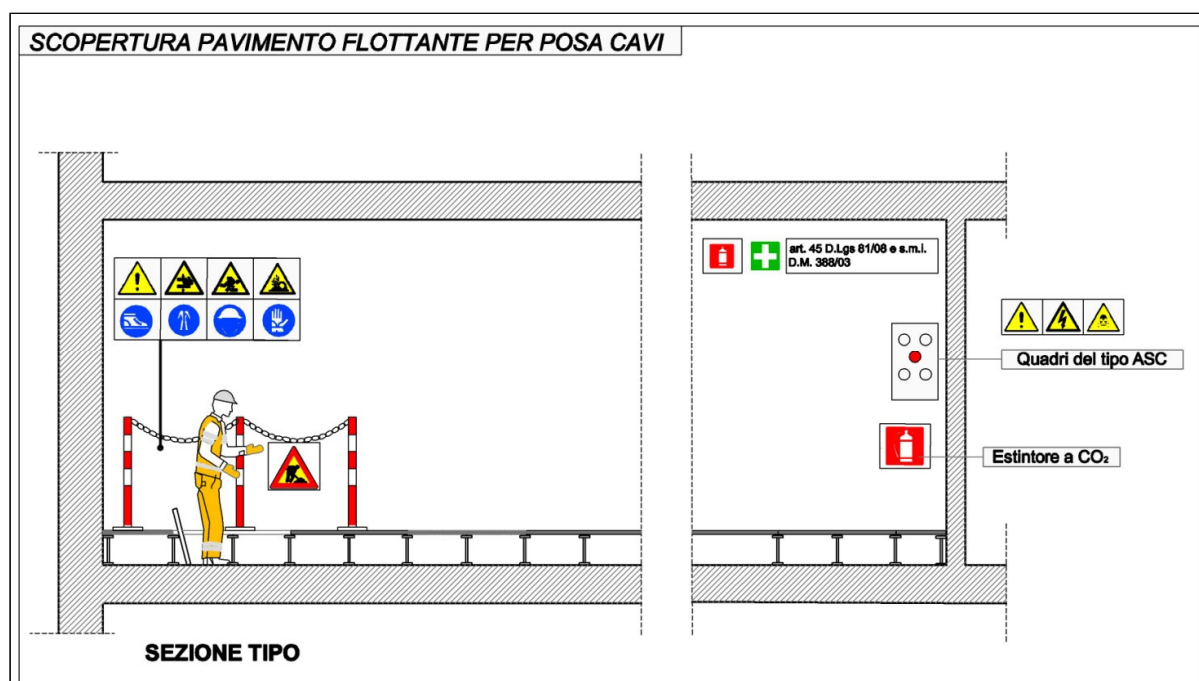 SCOPERTURA PAVIMENTO FLOTTANTE PER POSA CAVI
art. 45 D.Lgs 81/08 e s.m.i.
D.M. 388/03
Quadri del tipo ASC
Estintore a CO₂
SEZIONE TIPO